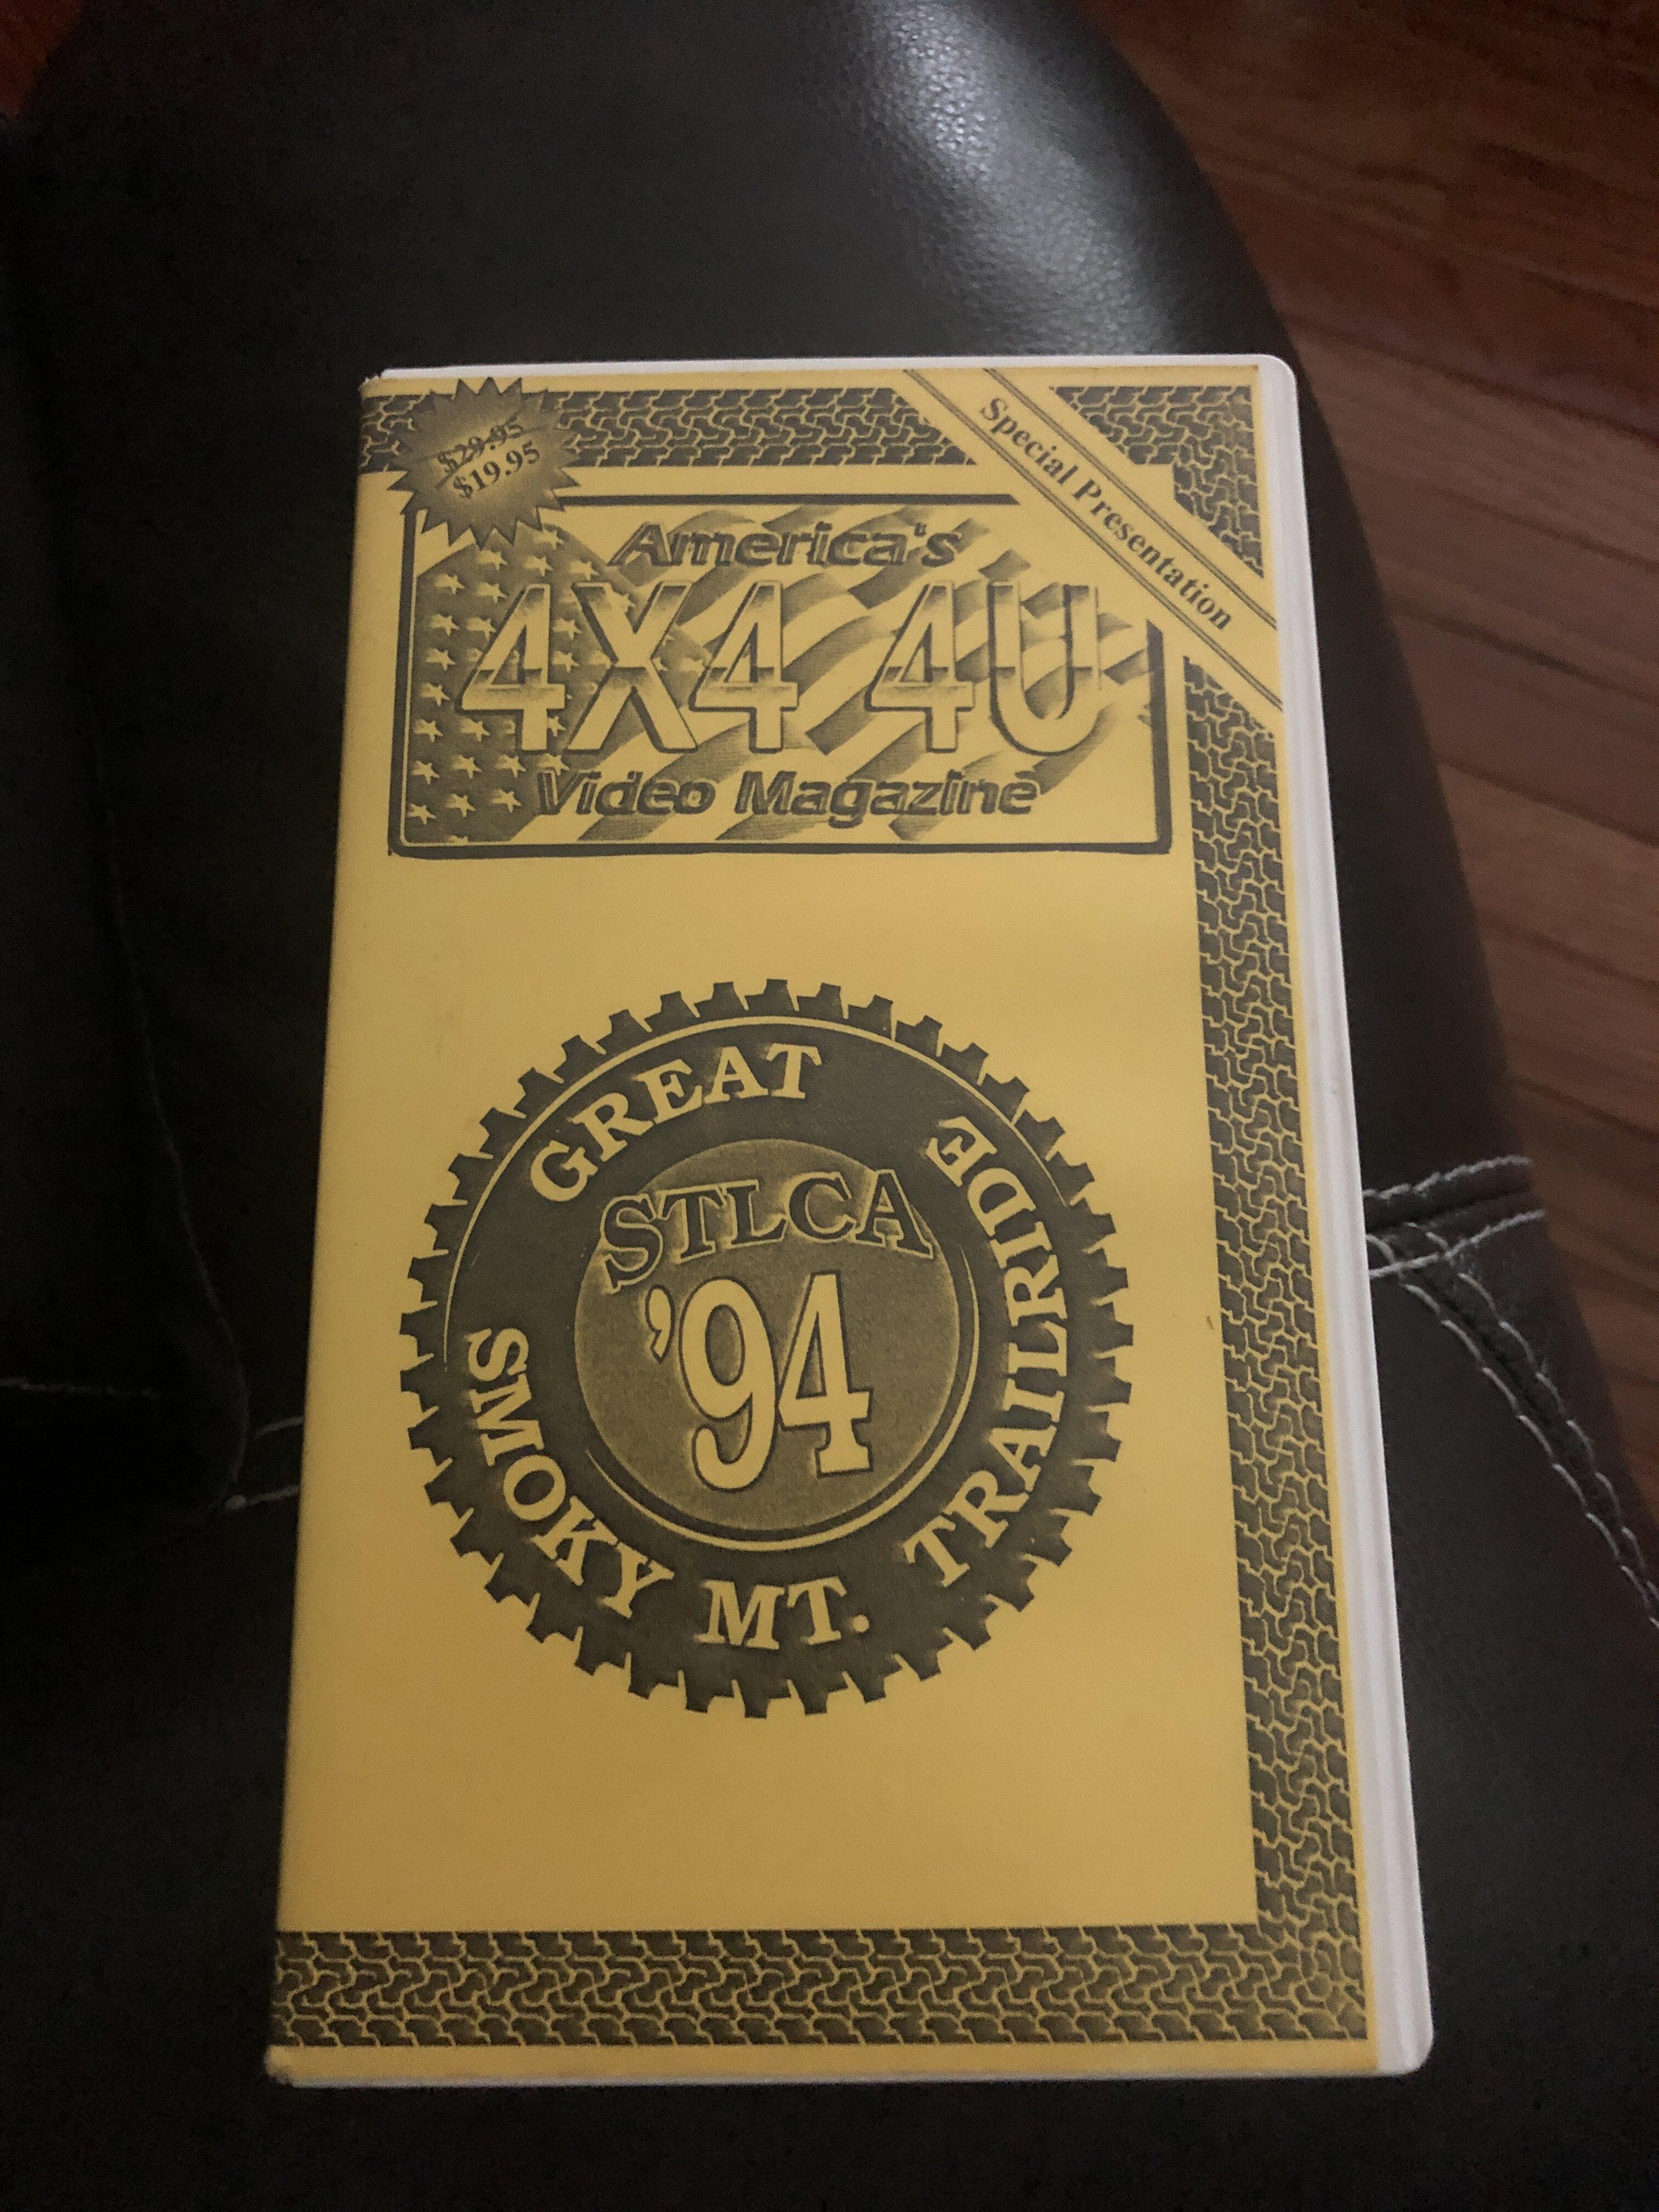 $29.95
$19.95
Special Presentation
America's
4X4 4U
Video Magazine
GREAT
SMOKY MT. TRAILRIDE
STLCA
'94